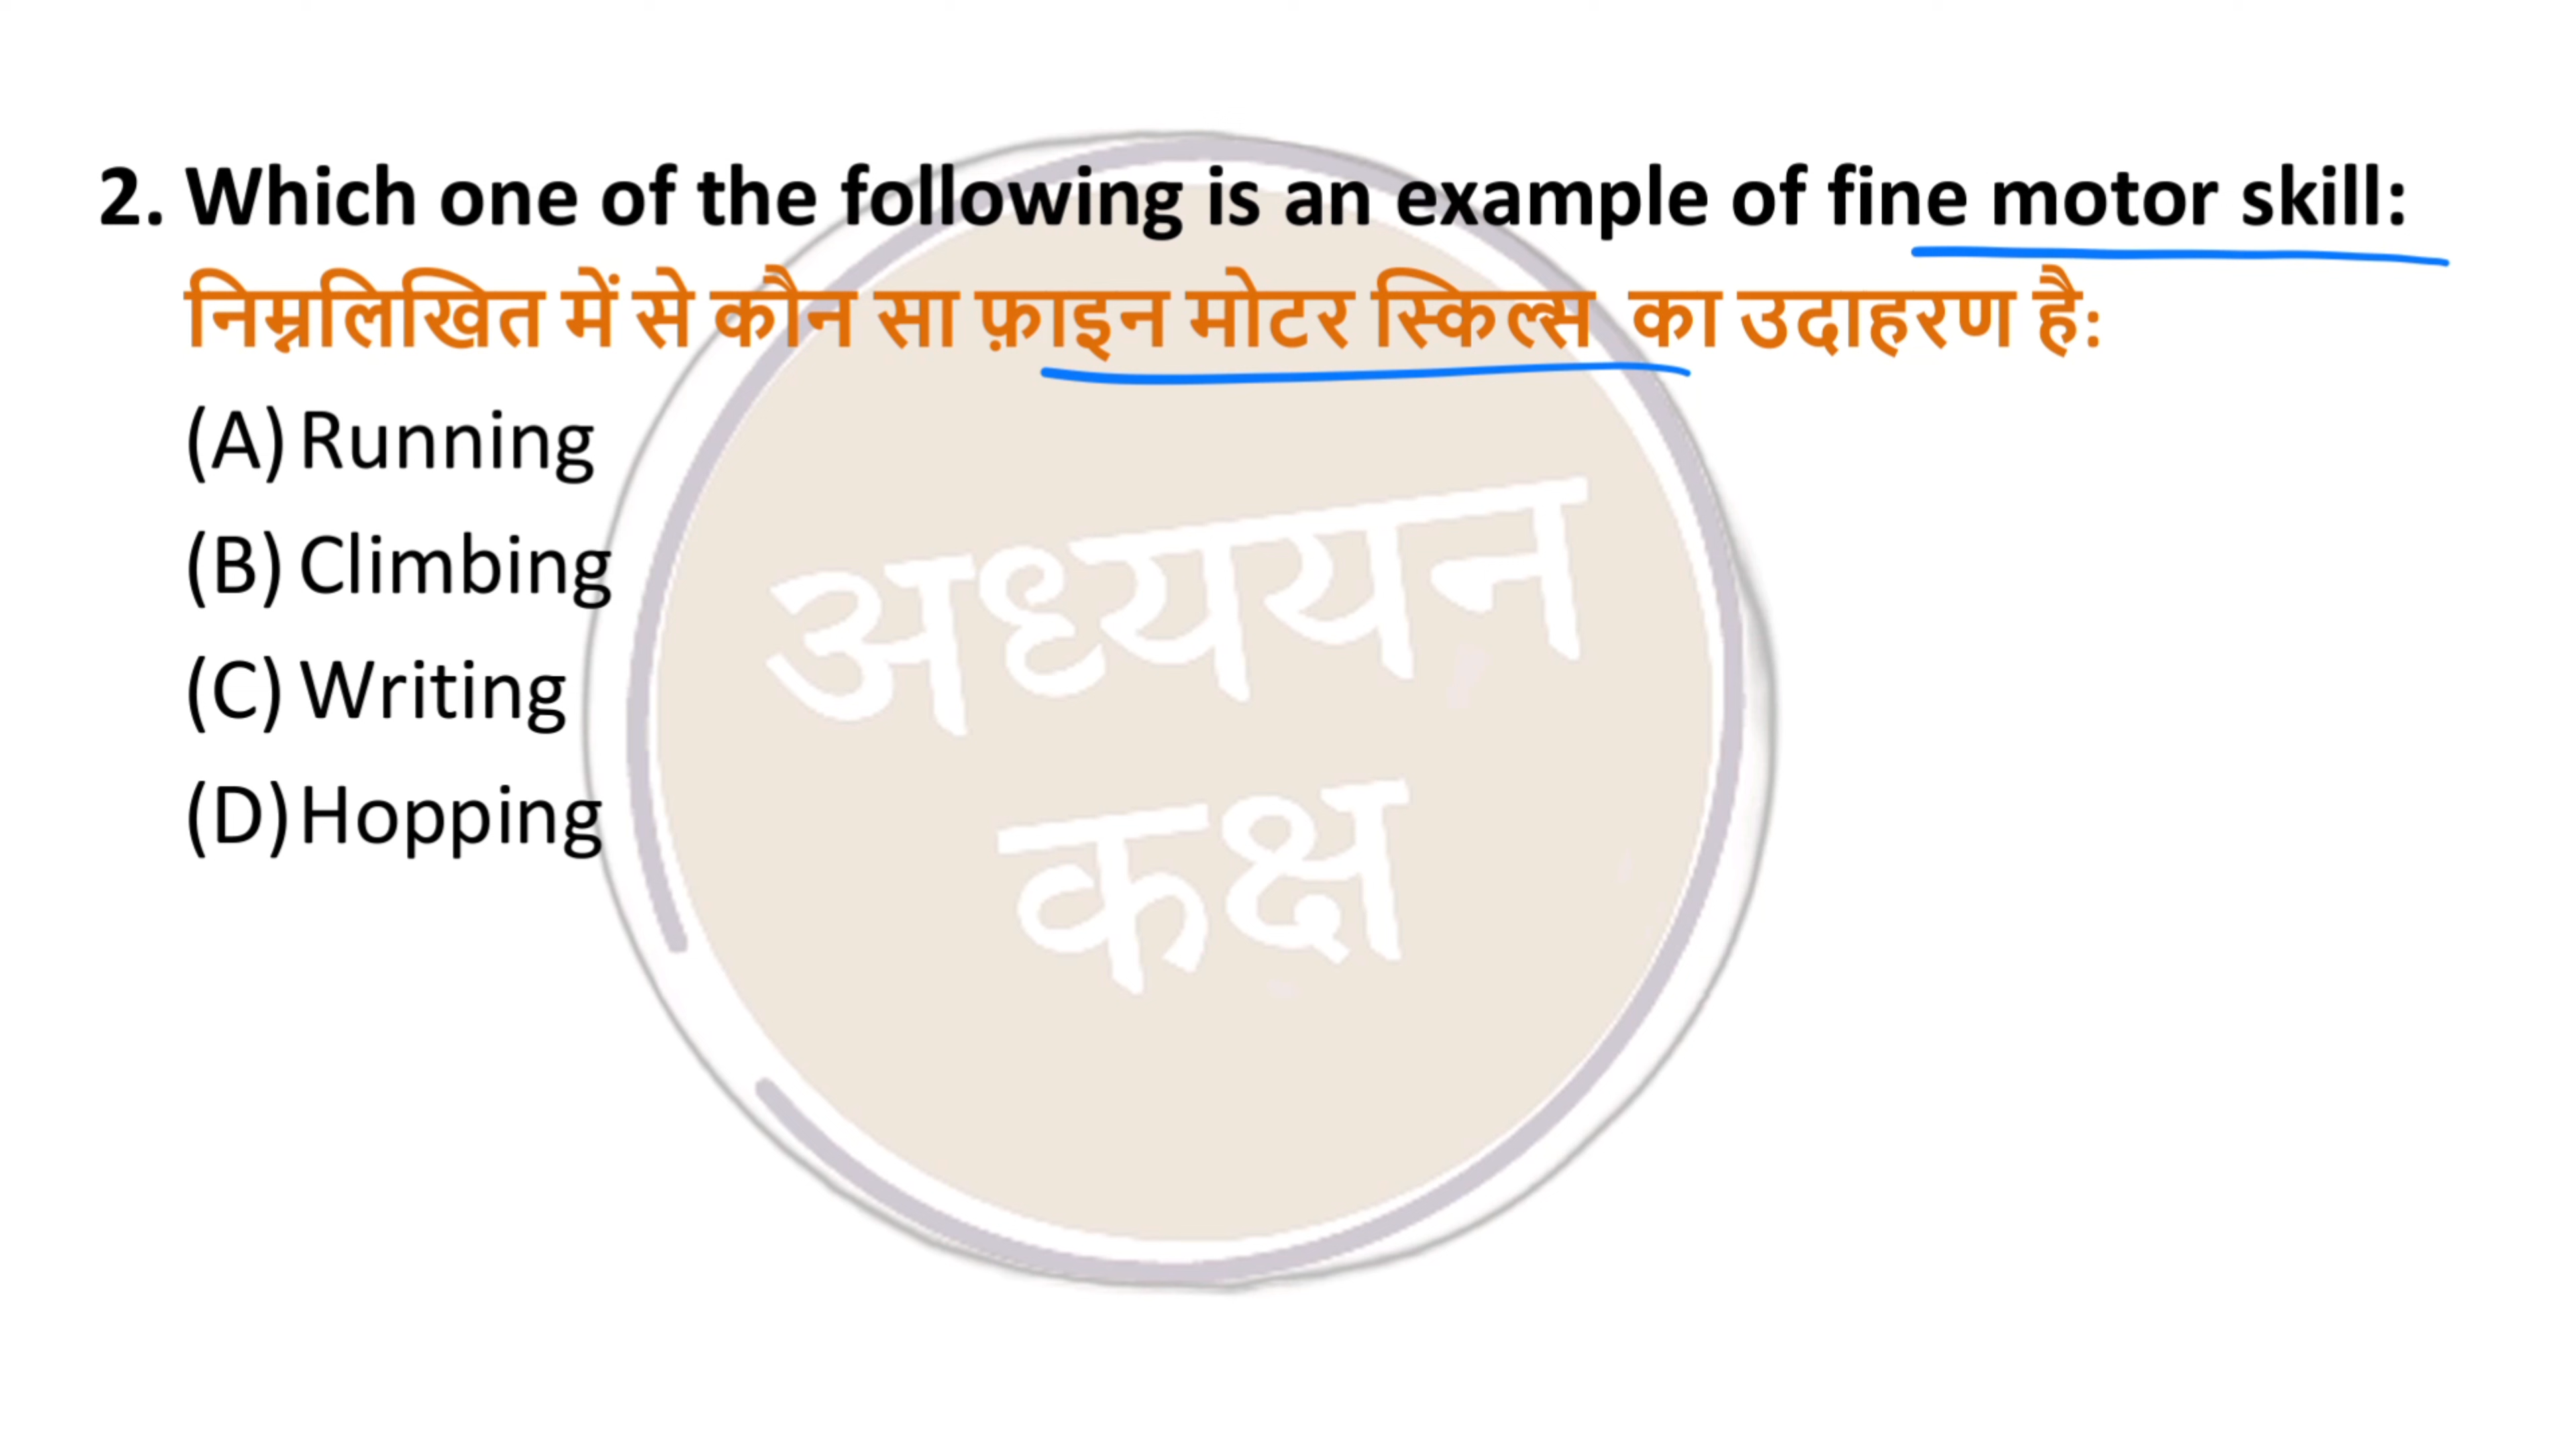 2. Which one of the following is an example of fine motor skill:
निम्नलिखित में से कौन सा फ़ाइन मोटर स्किल्स का उदाहरण है:
(A) Running
(B) Climbing
(C) Writing
(D) Hopping
अध्ययन
कक्ष